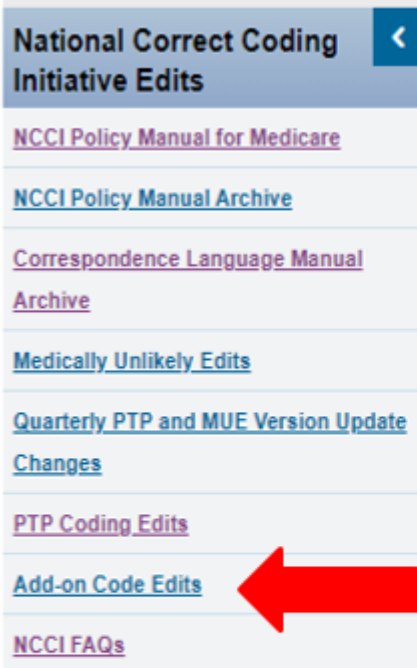 National Correct Coding
Initiative Edits
NCCI Policy Manual for Medicare
NCCI Policy Manual Archive
Correspondence Language Manual
Archive
Medically Unlikely Edits
Quarterly PTP and MUE Version Update
Changes
PTP Coding Edits
Add-on Code Edits
NCCI FAQs